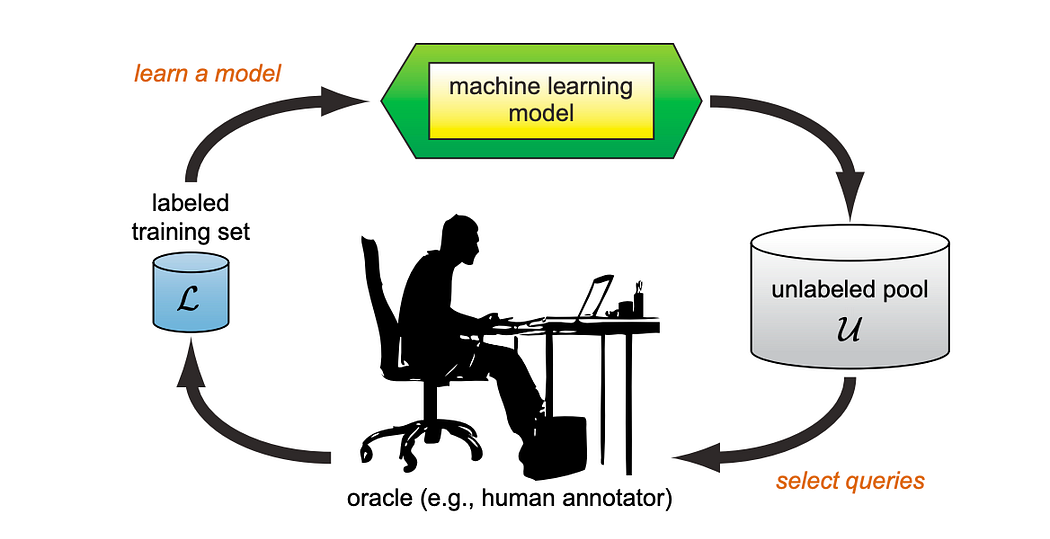 learn a model
machine learning
model
labeled
training set
ℒ
unlabeled pool
𝒰
select queries
oracle (e.g., human annotator)